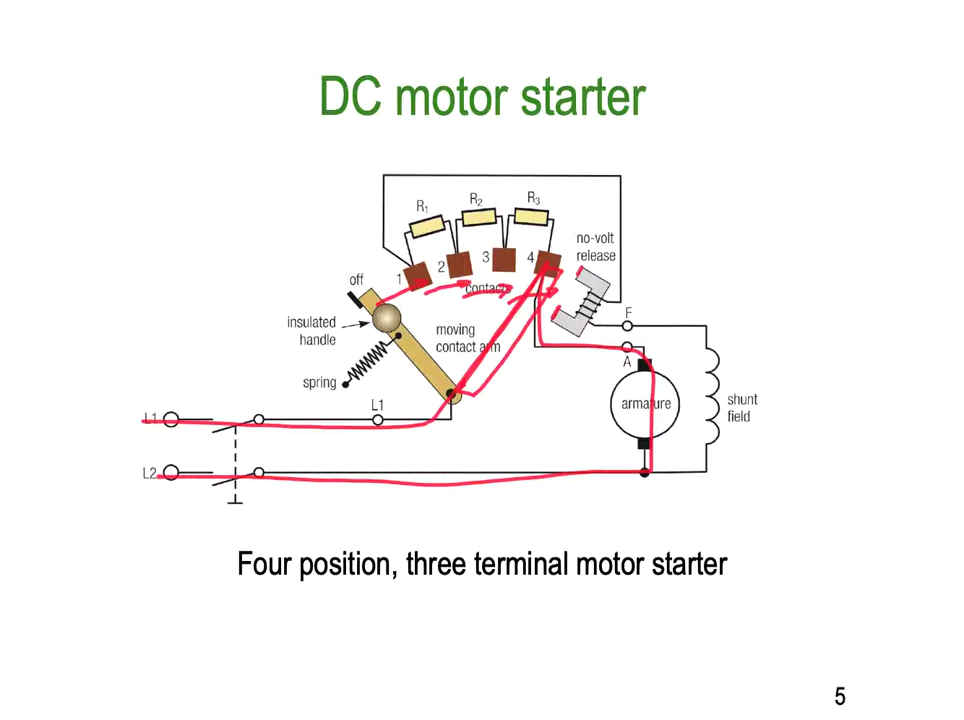 DC motor starter
R1
R2
R3
no-volt
release
1
2
3
4
off
contacts
insulated
handle
moving
contact arm
F
A
spring
L1
L1
armature
shunt
field
L2
Four position, three terminal motor starter
5